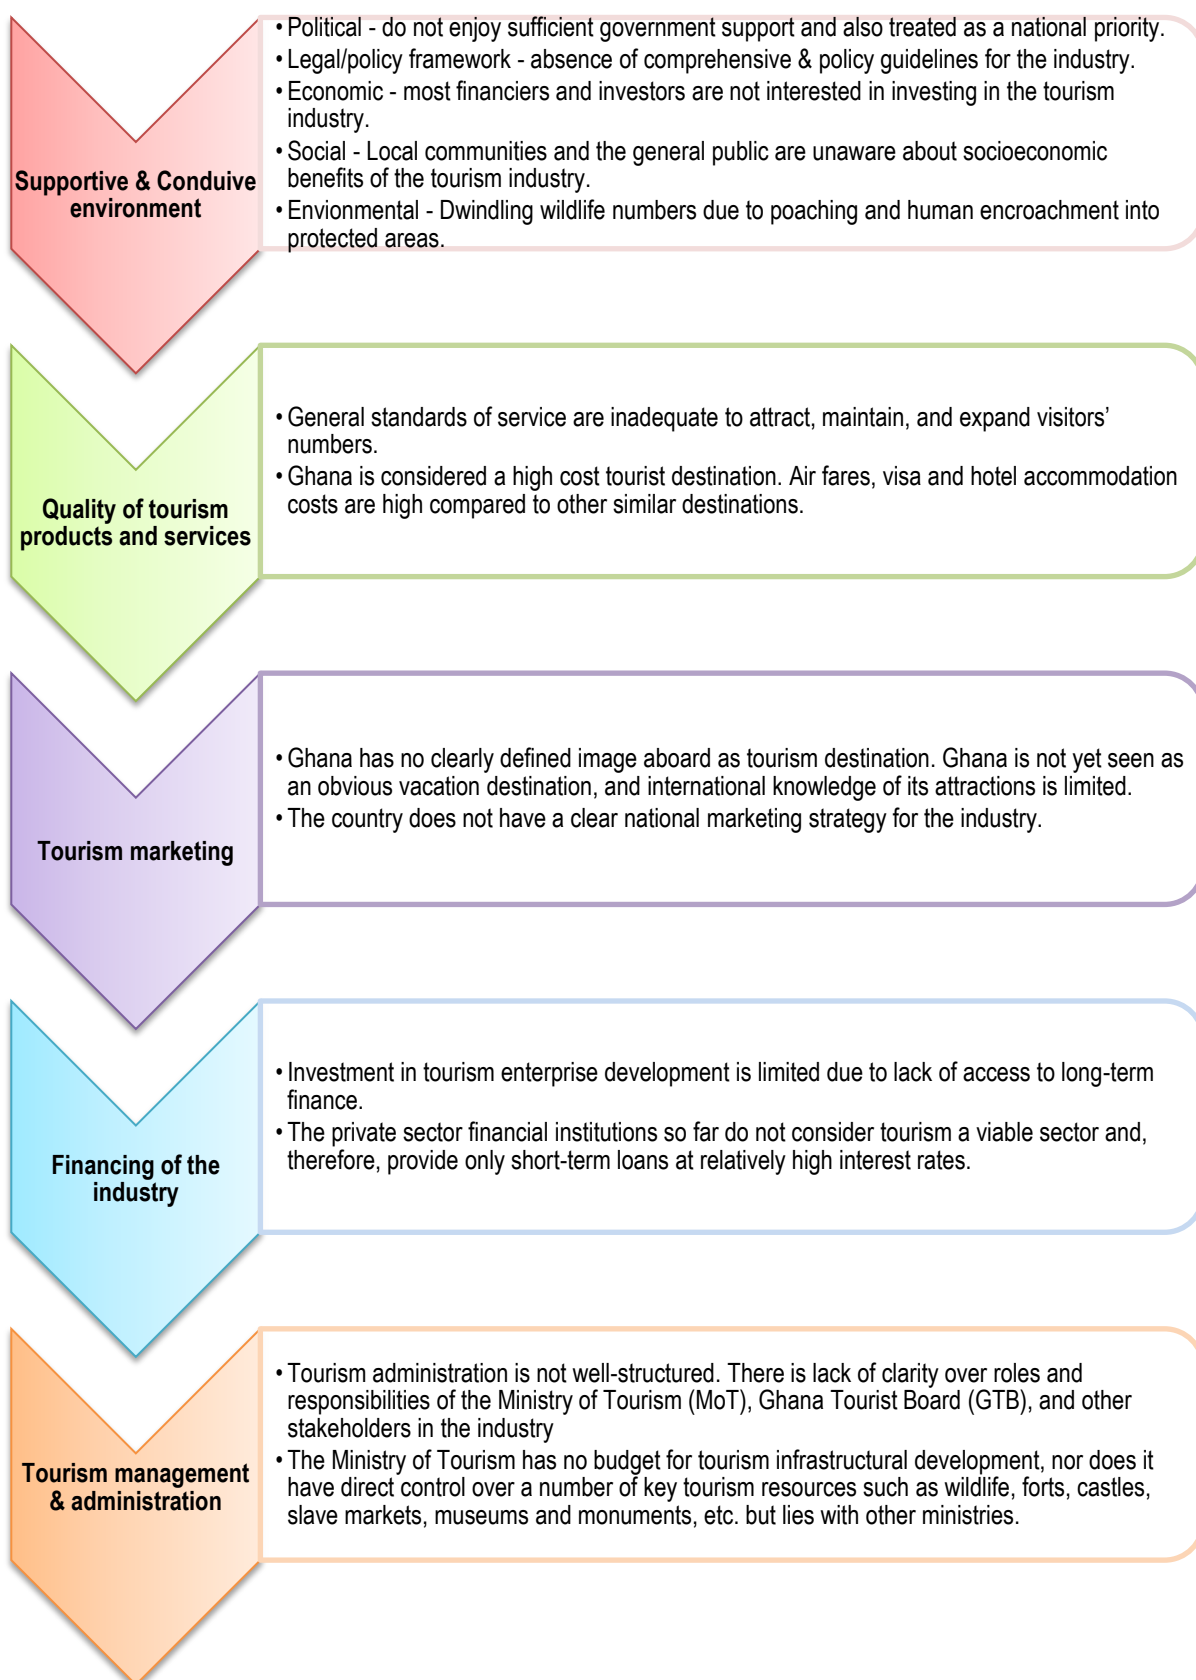 Supportive & Conduive
environment
• Political - do not enjoy sufficient government support and also treated as a national priority.
• Legal/policy framework - absence of comprehensive & policy guidelines for the industry.
• Economic - most financiers and investors are not interested in investing in the tourism
industry.
• Social - Local communities and the general public are unaware about socioeconomic
benefits of the tourism industry.
• Envionmental - Dwindling wildlife numbers due to poaching and human encroachment into
protected areas.
Quality of tourism
products and services
• General standards of service are inadequate to attract, maintain, and expand visitors’
numbers.
• Ghana is considered a high cost tourist destination. Air fares, visa and hotel accommodation
costs are high compared to other similar destinations.
Tourism marketing
• Ghana has no clearly defined image aboard as tourism destination. Ghana is not yet seen as
an obvious vacation destination, and international knowledge of its attractions is limited.
• The country does not have a clear national marketing strategy for the industry.
Financing of the
industry
• Investment in tourism enterprise development is limited due to lack of access to long-term
finance.
• The private sector financial institutions so far do not consider tourism a viable sector and,
therefore, provide only short-term loans at relatively high interest rates.
Tourism management
& administration
• Tourism administration is not well-structured. There is lack of clarity over roles and
responsibilities of the Ministry of Tourism (MoT), Ghana Tourist Board (GTB), and other
stakeholders in the industry
• The Ministry of Tourism has no budget for tourism infrastructural development, nor does it
have direct control over a number of key tourism resources such as wildlife, forts, castles,
slave markets, museums and monuments, etc. but lies with other ministries.